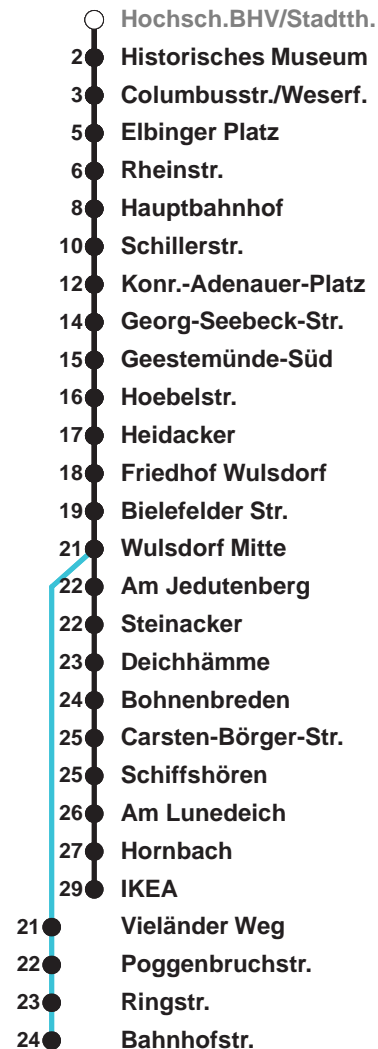 Hochsch.BHV/Stadtth.
2 Historisches Museum
3 Columbusstr./Weserf.
5 Elbinger Platz
6 Rheinstr.
8 Hauptbahnhof
10 Schillerstr.
12 Konr.-Adenauer-Platz
14 Georg-Seebeck-Str.
15 Geestemünde-Süd
16 Hoebelstr.
17 Heidacker
18 Friedhof Wulsdorf
19 Bielefelder Str.
21 Wulsdorf Mitte
22 Am Jedutenberg
22 Steinacker
23 Deichhämme
24 Bohnenbreden
25 Carsten-Börger-Str.
25 Schiffshören
26 Am Lunedeich
27 Hornbach
29 IKEA
21 Vieländer Weg
22 Poggenbruchstr.
23 Ringstr.
24 Bahnhofstr.